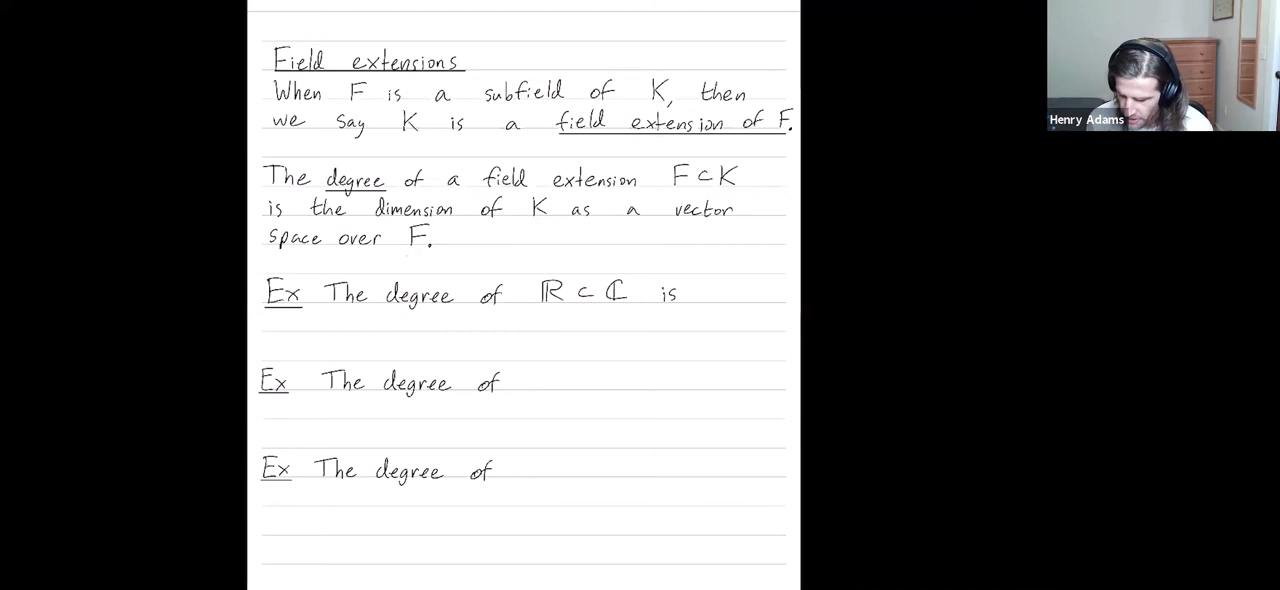 Field extensions
When F is a subfield of K, then
we say K is a field extension of F.
The degree of a field extension F ⊂ K
is the dimension of K as a vector
space over F.
Ex The degree of ℝ ⊂ ℂ is
Ex The degree of
Ex The degree of
Henry Adams